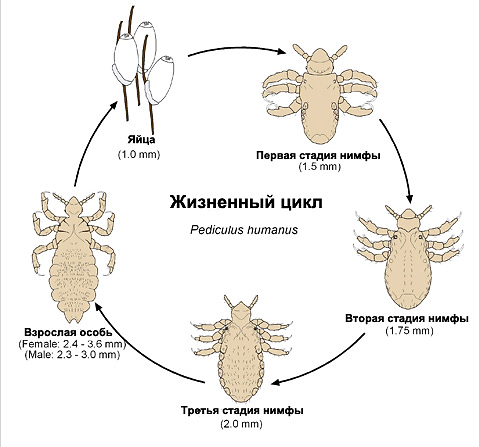 Яйца
(1.0 mm)
Первая стадия нимфы
(1.5 mm)
Жизненный цикл
Pediculus humanus
Вторая стадия нимфы
(1.75 mm)
Взрослая особь
(Female: 2.4 - 3.6 mm)
(Male: 2.3 - 3.0 mm)
Третья стадия нимфы
(2.0 mm)